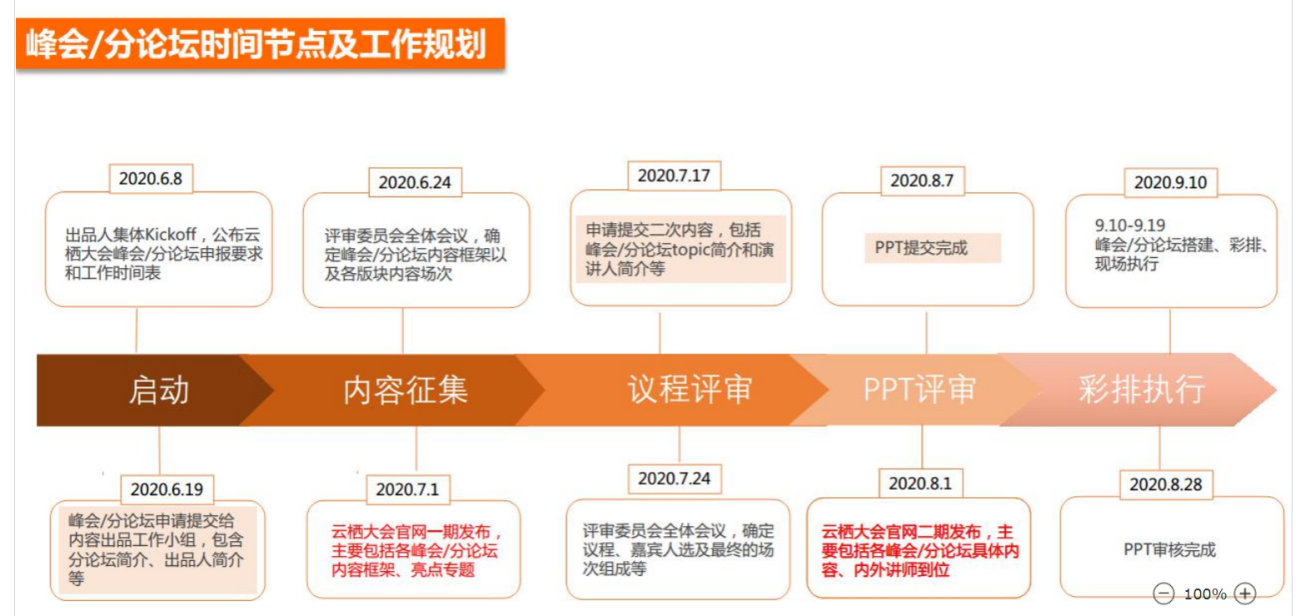 峰会/分论坛时间节点及工作规划
2020.6.8
出品人集体Kickoff，公布云
栖大会峰会/分论坛申报要求
和工作时间表
2020.6.24
评审委员会全体会议，确
定峰会/分论坛内容框架以
及各版块内容场次
2020.7.17
申请提交二次内容，包括
峰会/分论坛topic简介和演
讲人简介等
2020.8.7
PPT提交完成
2020.9.10
9.10-9.19
峰会/分论坛搭建、彩排、
现场执行
启动
内容征集
议程评审
PPT评审
彩排执行
2020.6.19
峰会/分论坛申请提交给
内容出品工作小组，包含
分论坛简介、出品人简介
等
2020.7.1
云栖大会官网一期发布，
主要包括各峰会/分论坛
内容框架、亮点专题
2020.7.24
评审委员会全体会议，确定
议程、嘉宾人选及最终的场
次组成等
2020.8.1
云栖大会官网二期发布，主
要包括各峰会/分论坛具体内
容、内外讲师到位
2020.8.28
PPT审核完成
100%